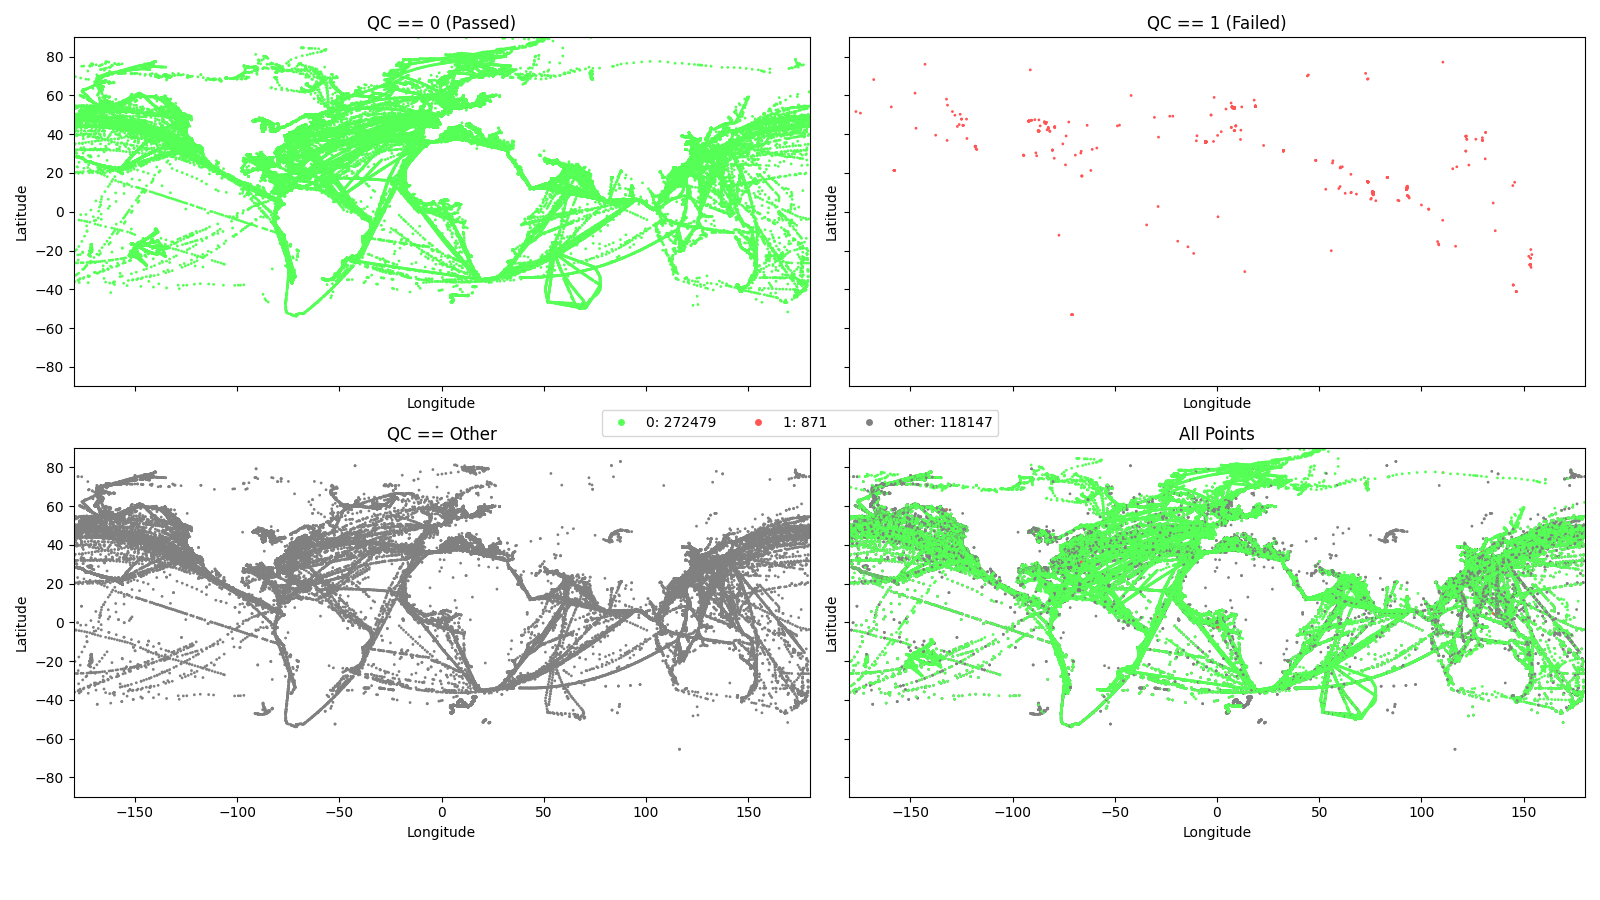 QC == 0 (Passed)
80
60
40
20
0
−20
−40
−60
−80
Latitude
Longitude
QC == 1 (Failed)
Latitude
Longitude
0: 272479 1: 871 other: 118147
QC == Other
80
60
40
20
0
−20
−40
−60
−80
Latitude
−150 −100 −50 0 50 100 150
Longitude
All Points
Latitude
−150 −100 −50 0 50 100 150
Longitude